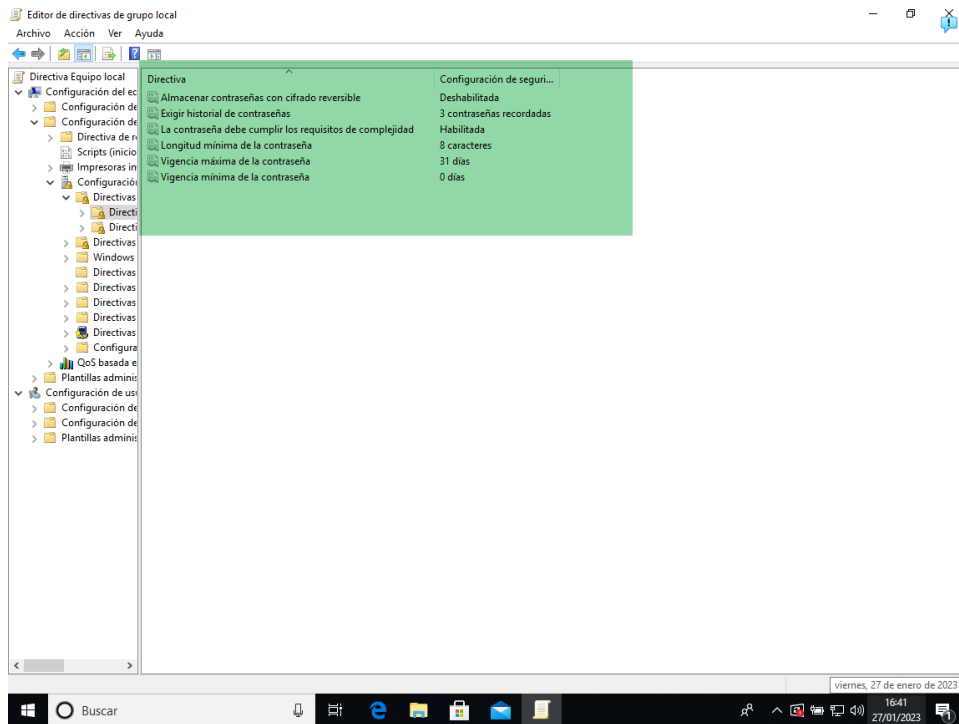 Editor de directivas de grupo local
Archivo Acción Ver Ayuda
Directiva Equipo local
Configuración del ec
Configuración de
Configuración de
Directiva de re
Scripts (inicio
Impresoras im
Configuración
Directivas
Directi
Directi
Directivas
Windows
Directivas
Directivas
Directivas
Directivas
Directivas
Configura
QoS basada e
Plantillas adminis
Configuración de usu
Configuración de
Configuración de
Plantillas adminis
Directiva Configuración de seguri...
Almacenar contraseñas con cifrado reversible Deshabilitada
Exigir historial de contraseñas 3 contraseñas recordadas
La contraseña debe cumplir los requisitos de complejidad Habilitada
Longitud mínima de la contraseña 8 caracteres
Vigencia máxima de la contraseña 31 días
Vigencia mínima de la contraseña 0 días
viernes, 27 de enero de 2023
Buscar
16:41
27/01/2023
1